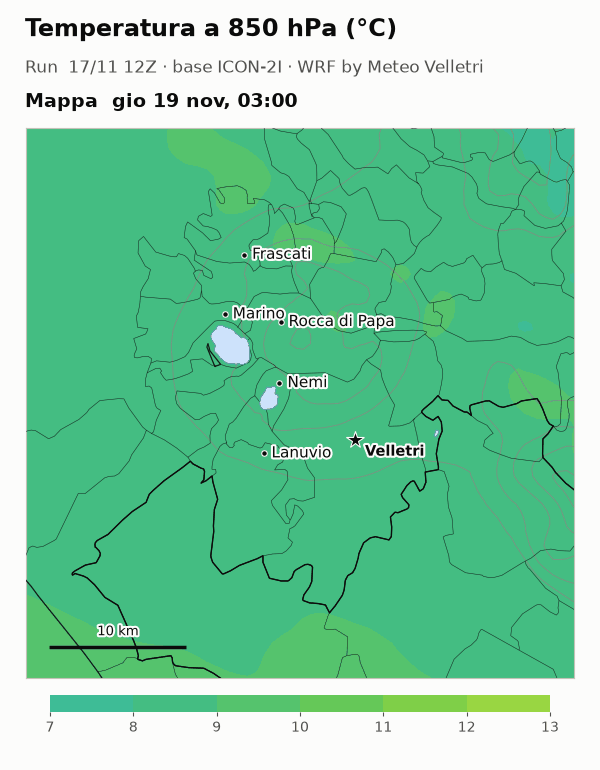 Temperatura a 850 hPa (°C)
Run  17/11 12Z · base ICON-2I · WRF by Meteo Velletri
Mappa  gio 19 nov, 03:00
Frascati
Marino
Rocca di Papa
Nemi
Velletri
Lanuvio
10 km
7 8 9 10 11 12 13